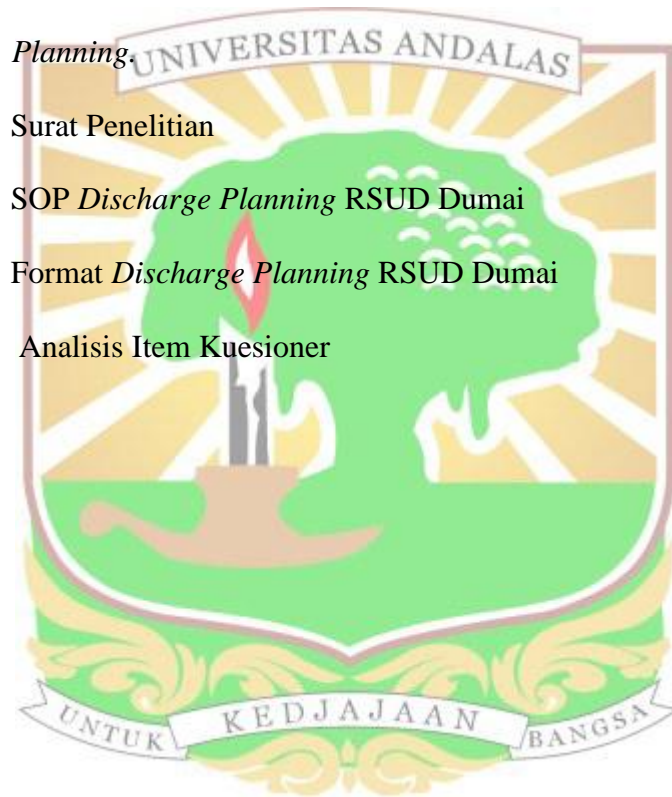 Planning.
UNIVERSITAS ANDALAS
Surat Penelitian
SOP Discharge Planning RSUD Dumai
Format Discharge Planning RSUD Dumai
Analisis Item Kuesioner
UNTUK KEDJAJAAN BANGSA